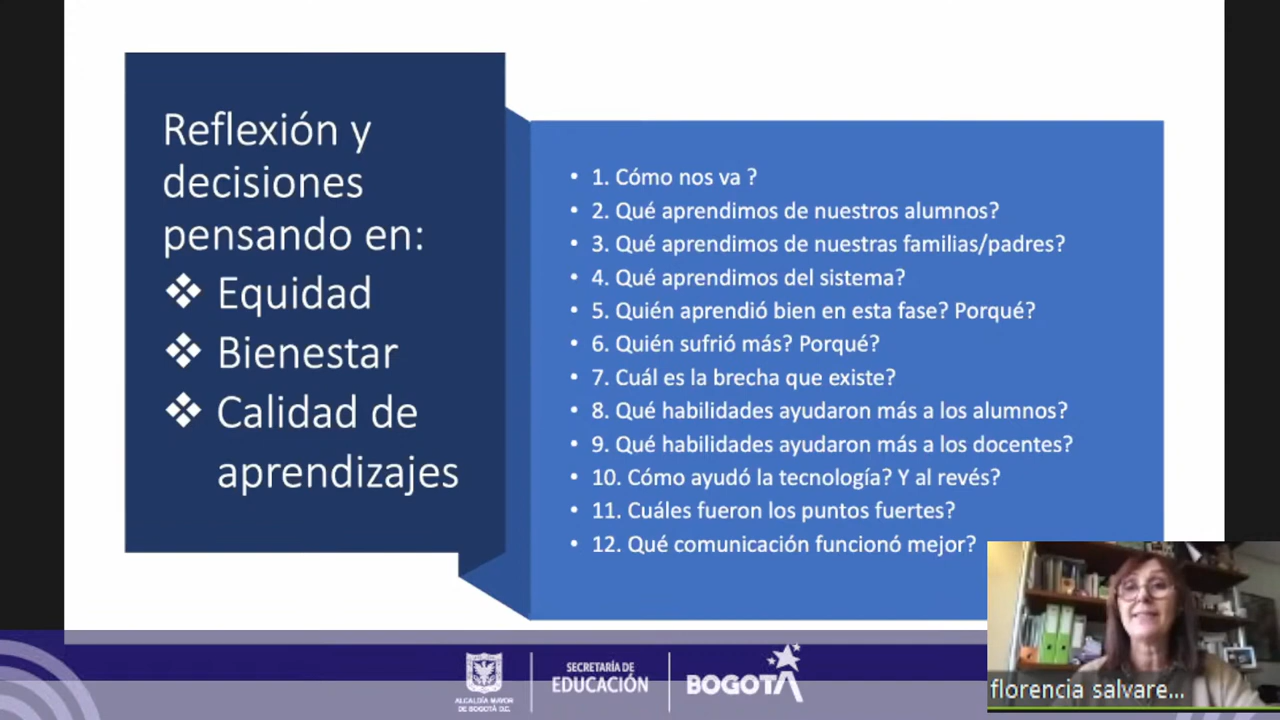 Reflexión y
decisiones
pensando en:
❖ Equidad
❖ Bienestar
❖ Calidad de
aprendizajes
• 1. Cómo nos va ?
• 2. Qué aprendimos de nuestros alumnos?
• 3. Qué aprendimos de nuestras familias/padres?
• 4. Qué aprendimos del sistema?
• 5. Quién aprendió bien en esta fase? Porqué?
• 6. Quién sufrió más? Porqué?
• 7. Cuál es la brecha que existe?
• 8. Qué habilidades ayudaron más a los alumnos?
• 9. Qué habilidades ayudaron más a los docentes?
• 10. Cómo ayudó la tecnología? Y al revés?
• 11. Cuáles fueron los puntos fuertes?
• 12. Qué comunicación funcionó mejor?
ALCALDÍA MAYOR
DE BOGOTÁ D.C.
SECRETARÍA DE
EDUCACIÓN
BOGOTÁ
florencia salvare...